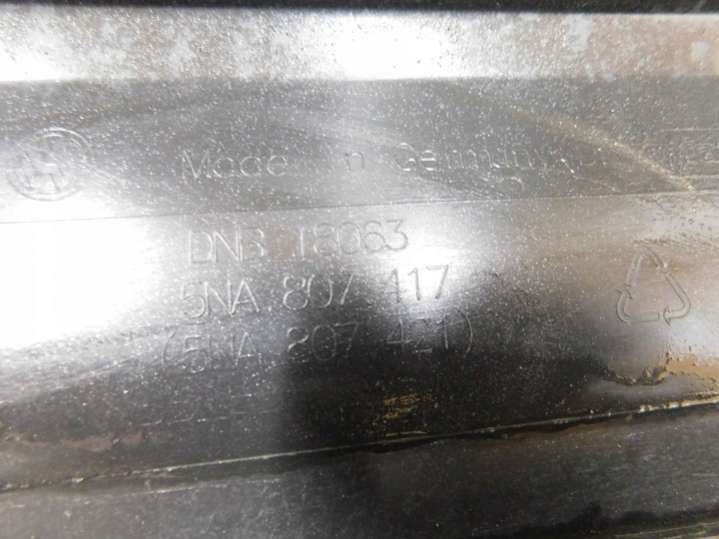 Made in Germany
DNB 18063
5NA 807 417
(5NA 807 421)